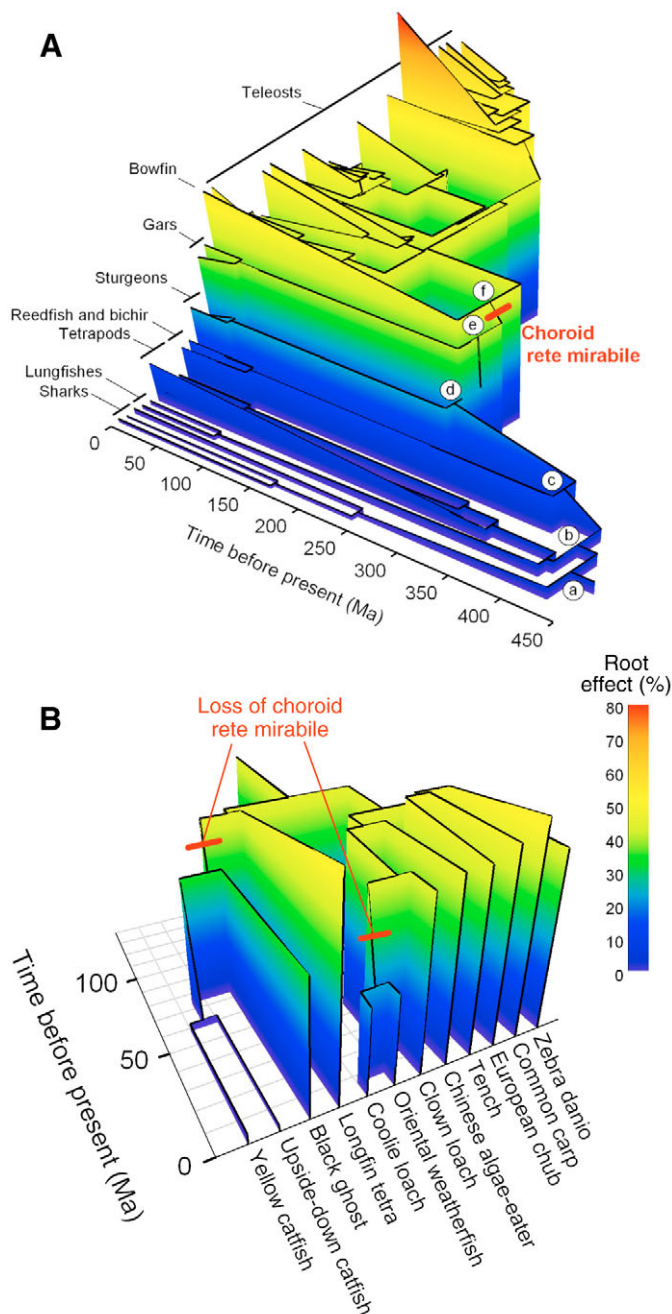 A
Teleosts
Bowfin
Gars
Sturgeons
Reedfish and bichir
Tetrapods
Lungfishes
Sharks
f
e
Choroid
rete mirabile
d
c
b
a
0
50
100
150
200
250
300
350
400
450
Time before present (Ma)
B
Loss of choroid
rete mirabile
Root
effect (%)
80
70
60
50
40
30
20
10
0
100
50
0
Time before present (Ma)
Yellow catfish
Upside-down catfish
Black ghost
Longfin tetra
Coolie loach
Oriental weatherfish
Clown loach
Chinese algae-eater
Tench
European chub
Common carp
Zebra danio